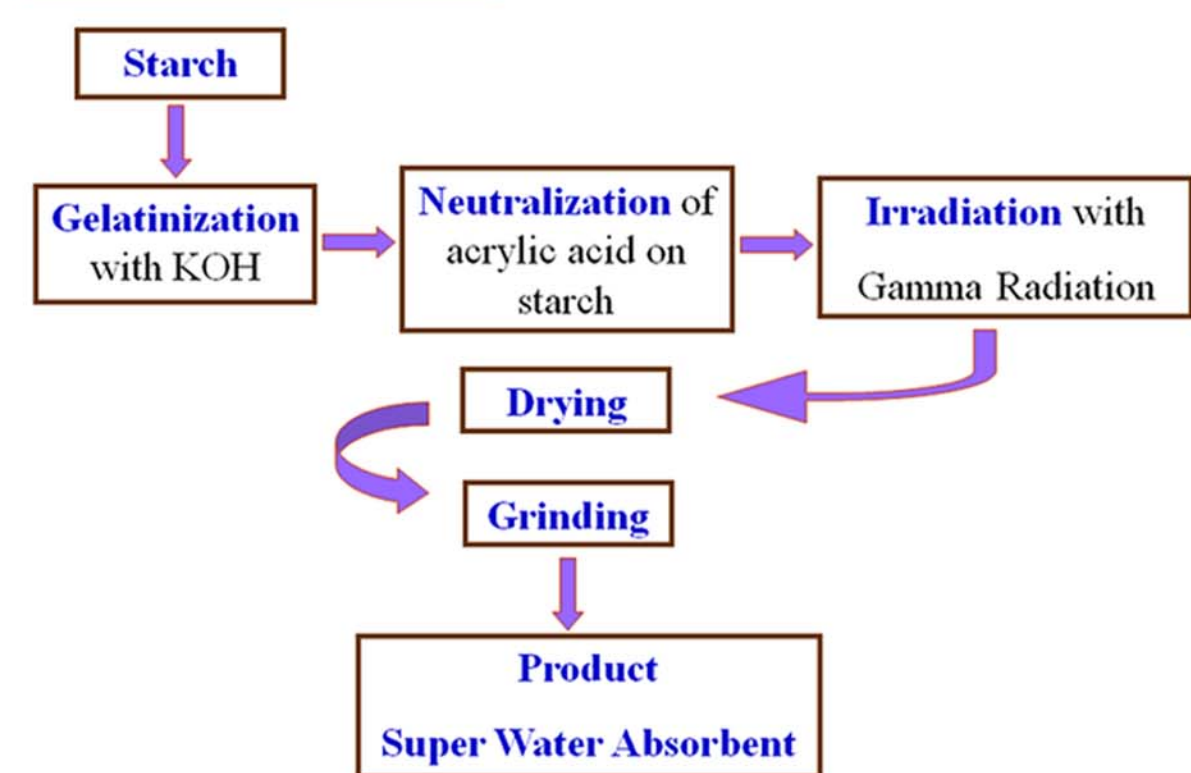 Starch
Gelatinization
with KOH
Neutralization of
acrylic acid on
starch
Irradiation with
Gamma Radiation
Drying
Grinding
Product
Super Water Absorbent